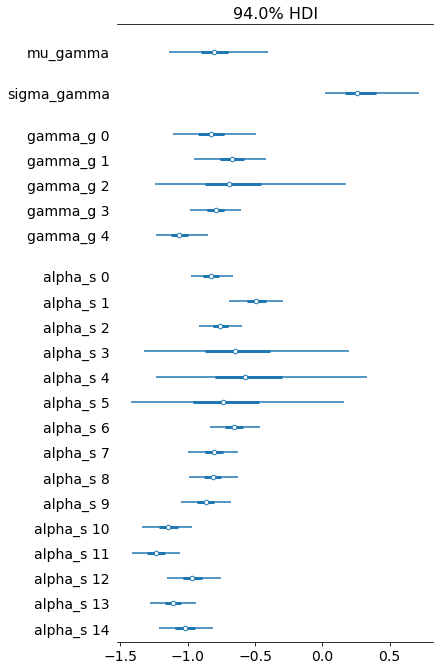 94.0% HDI
mu_gamma
sigma_gamma
gamma_g 0
gamma_g 1
gamma_g 2
gamma_g 3
gamma_g 4
alpha_s 0
alpha_s 1
alpha_s 2
alpha_s 3
alpha_s 4
alpha_s 5
alpha_s 6
alpha_s 7
alpha_s 8
alpha_s 9
alpha_s 10
alpha_s 11
alpha_s 12
alpha_s 13
alpha_s 14
−1.5 −1.0 −0.5 0.0 0.5